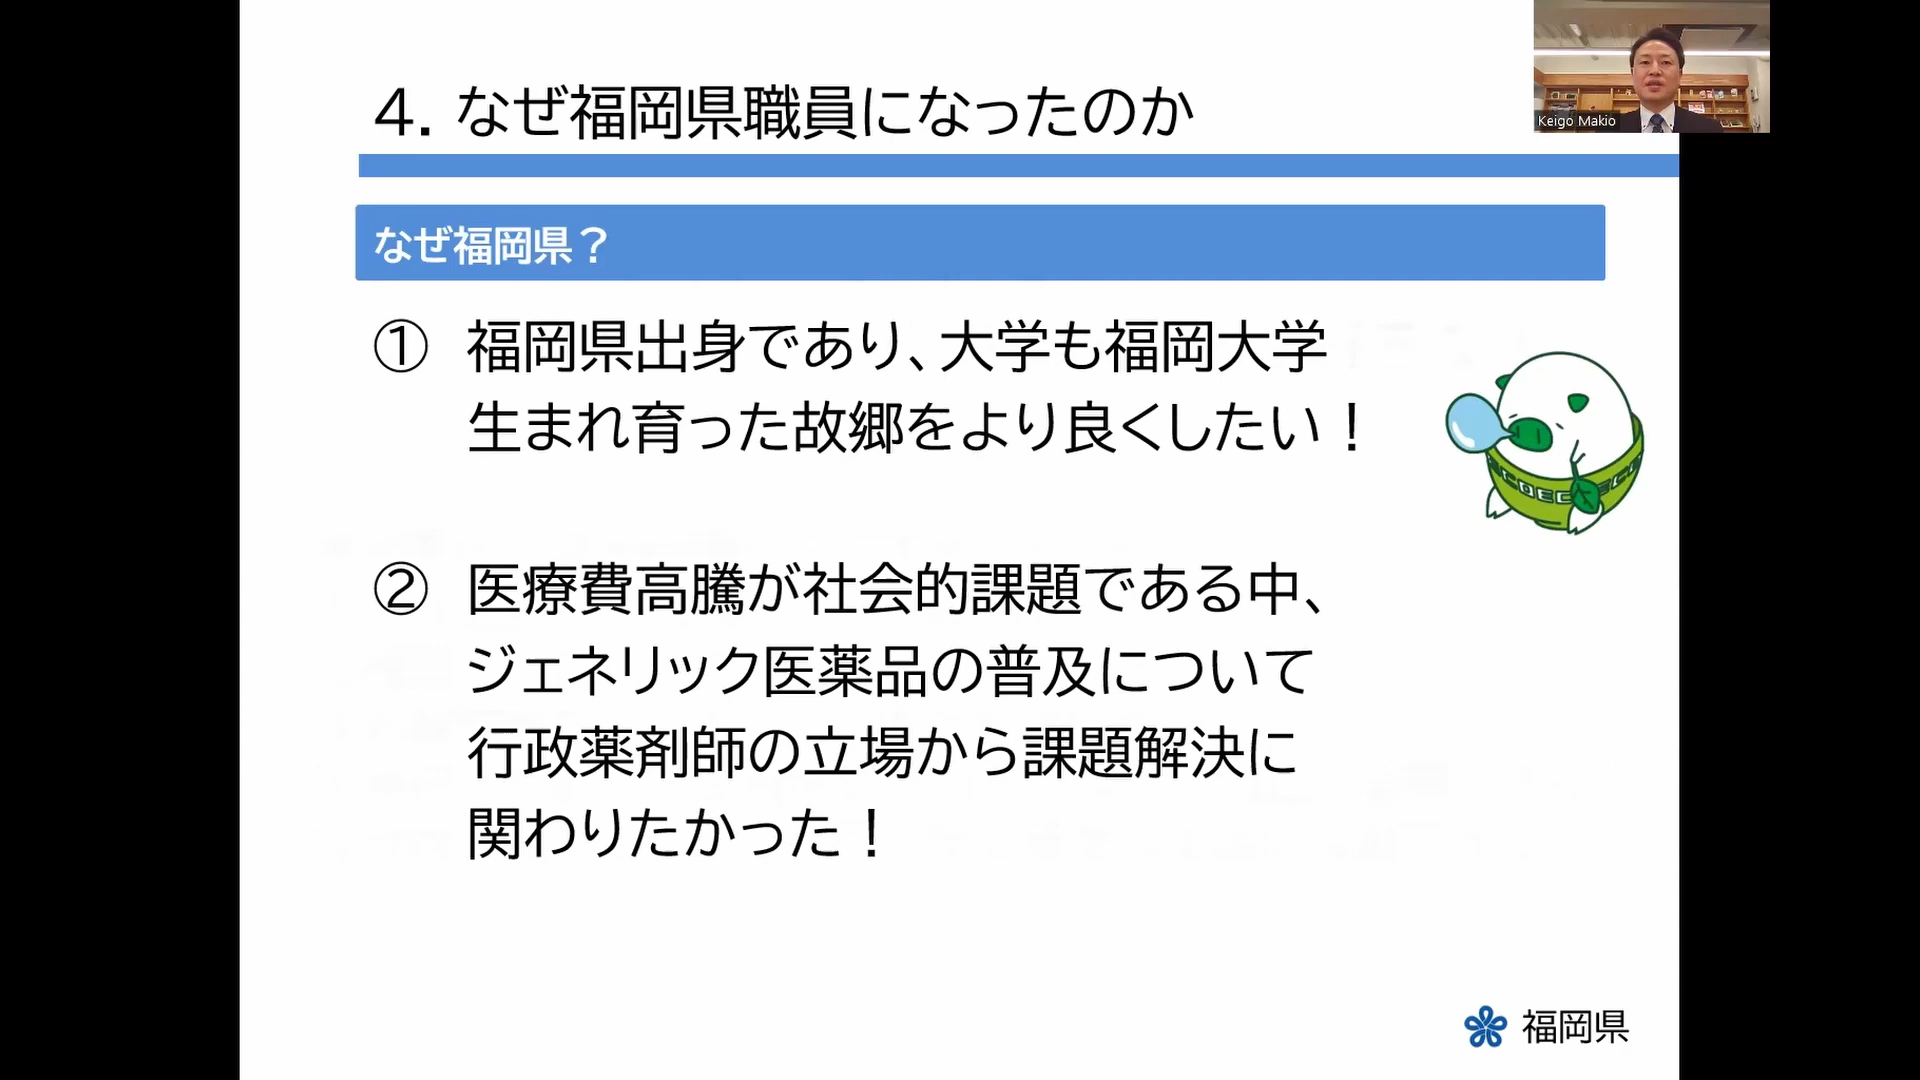 4. なぜ福岡県職員になったのか
Keigo Makio
なぜ福岡県？
① 福岡県出身であり、大学も福岡大学
生まれ育った故郷をより良くしたい！
② 医療費高騰が社会的課題である中、
ジェネリック医薬品の普及について
行政薬剤師の立場から課題解決に
関わりたかった！
福岡県